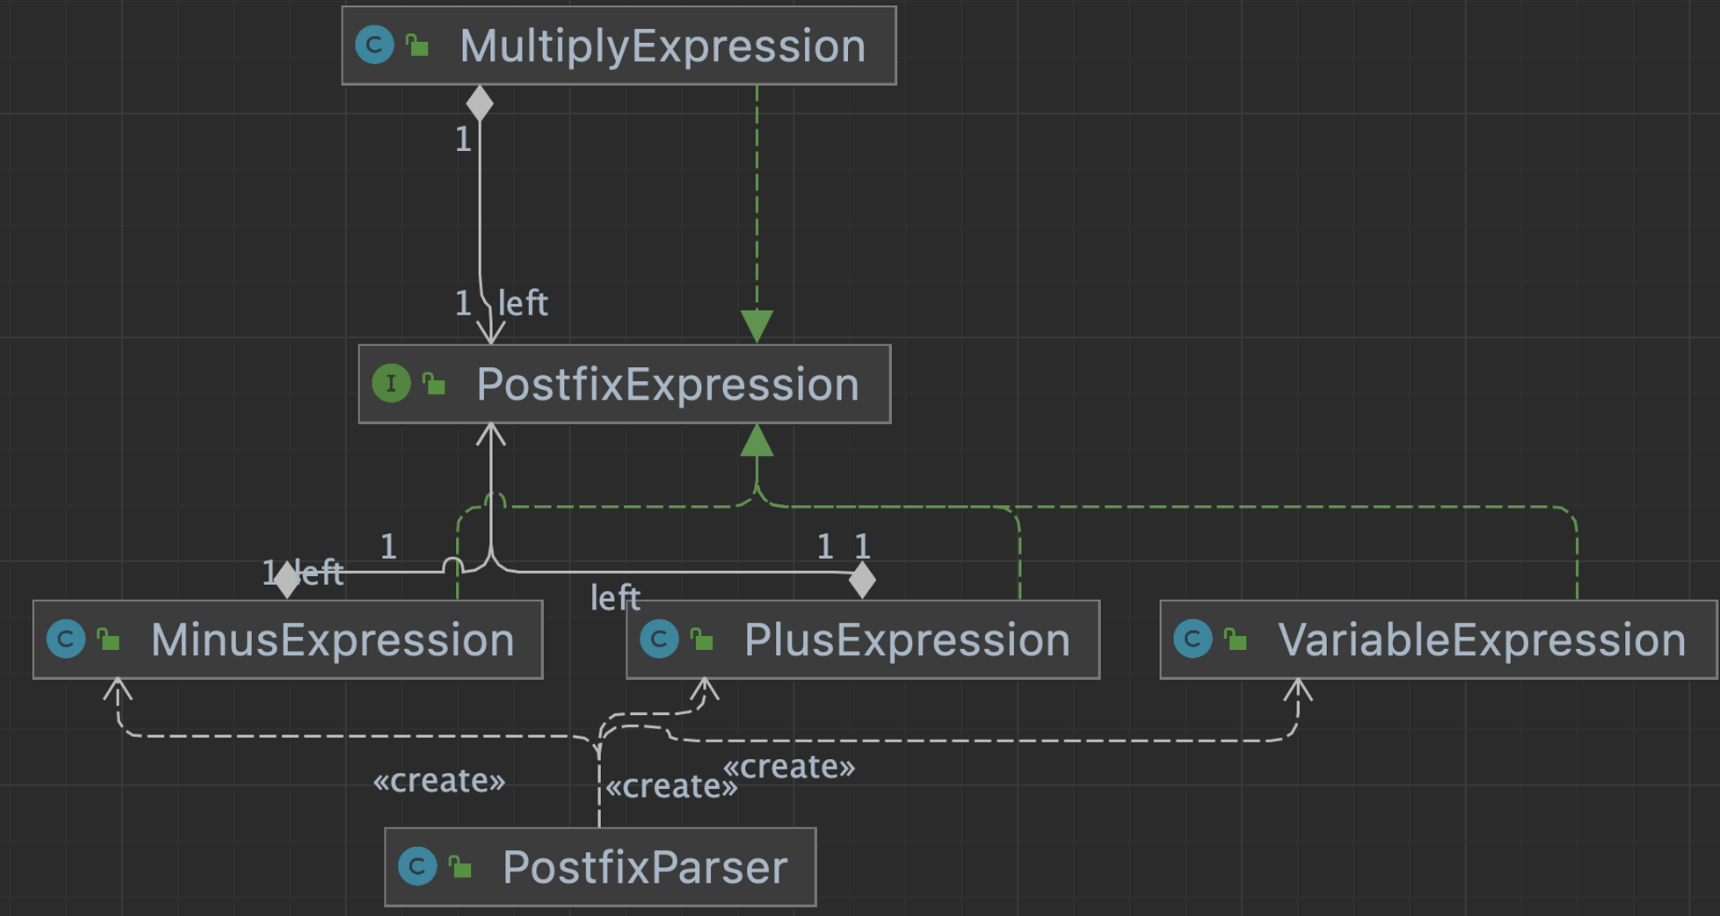 C MultiplyExpression
1
1 left
I PostfixExpression
1
1 1
1 left
left
C MinusExpression
C PlusExpression
C VariableExpression
«create»
«create»
«create»
C PostfixParser